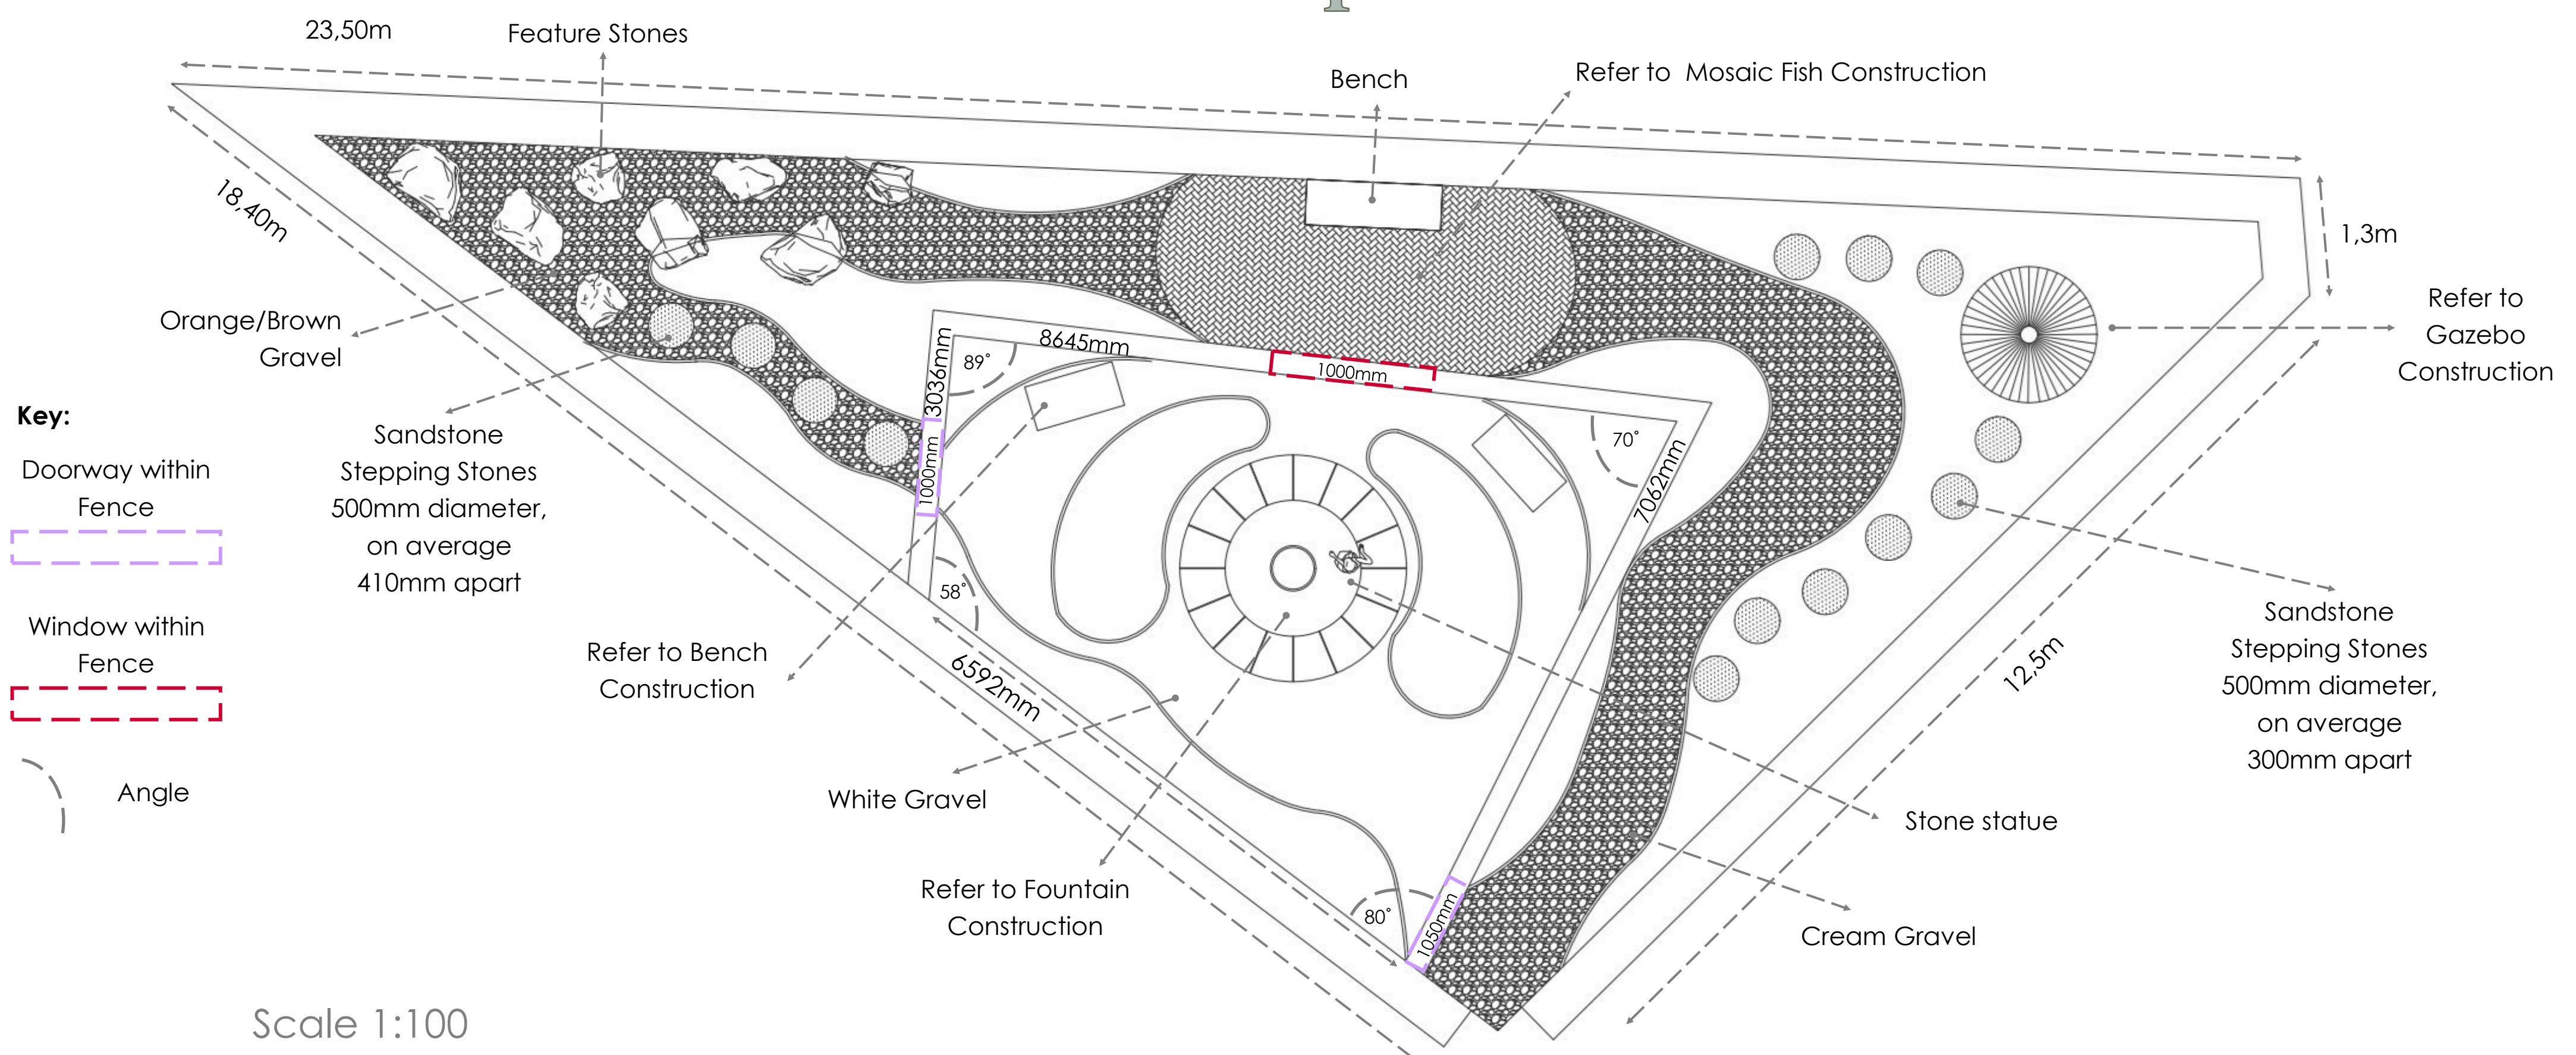 23,50m
Feature Stones
Bench
Refer to  Mosaic Fish Construction
18,40m
1,3m
Orange/Brown
Gravel
Refer to
Gazebo
Construction
3036mm
89°
8645mm
1000mm
70°
7062mm
1000mm
Key:
Doorway within
Fence
Window within
Fence
Angle
Sandstone
Stepping Stones
500mm diameter,
on average
410mm apart
58°
Refer to Bench
Construction
6592mm
White Gravel
Refer to Fountain
Construction
80°
1050mm
12,5m
Sandstone
Stepping Stones
500mm diameter,
on average
300mm apart
Stone statue
Cream Gravel
Scale 1:100